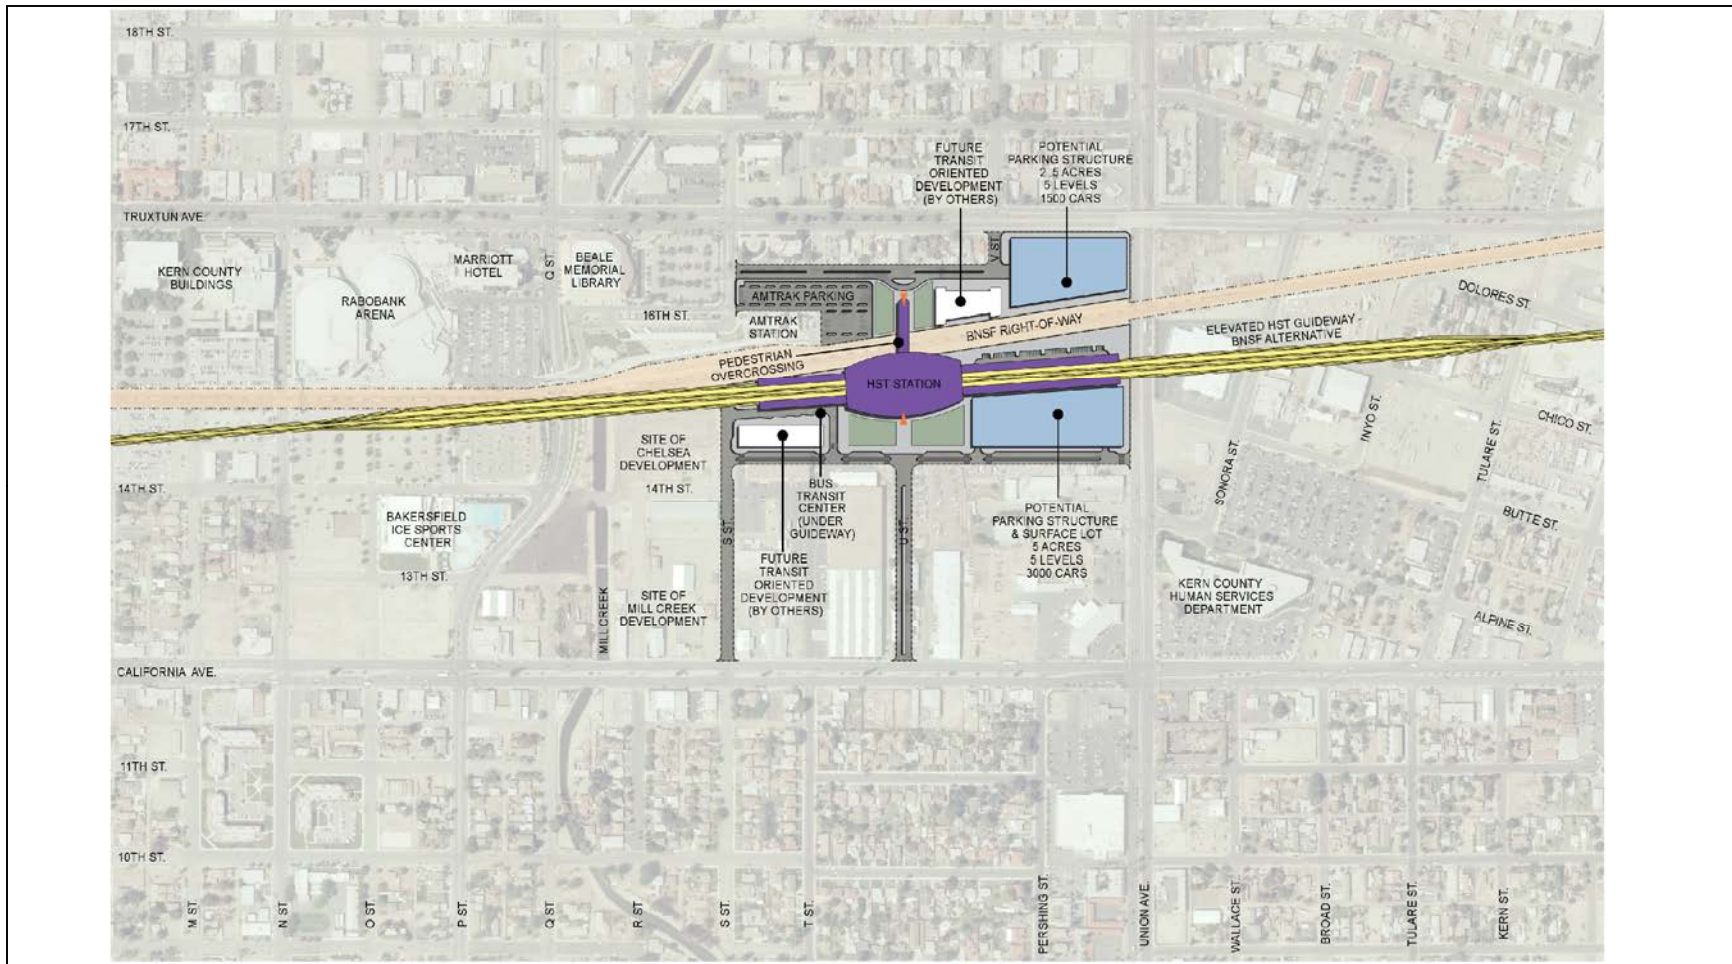 18TH ST.
17TH ST.
FUTURE
TRANSIT
ORIENTED
DEVELOPMENT
(BY OTHERS)
POTENTIAL
PARKING STRUCTURE
2.5 ACRES
5 LEVELS
1500 CARS
TRUXTUN AVE.
KERN COUNTY
BUILDINGS
RABOBANK
ARENA
MARRIOTT
HOTEL
Q ST.
BEALE
MEMORIAL
LIBRARY
V ST.
AMTRAK PARKING
16TH ST.
AMTRAK
STATION
BNSF RIGHT-OF-WAY
DOLORES ST.
ELEVATED HST GUIDEWAY -
BNSF ALTERNATIVE
PEDESTRIAN
OVERCROSSING
HST STATION
INYO ST.
CHICO ST.
TULARE ST.
SONORA ST.
BUTTE ST.
SITE OF
CHELSEA
DEVELOPMENT
14TH ST.
14TH ST.
BAKERSFIELD
ICE SPORTS
CENTER
13TH ST.
S ST.
BUS
TRANSIT
CENTER
(UNDER
GUIDEWAY)
FUTURE
TRANSIT
ORIENTED
DEVELOPMENT
(BY OTHERS)
U ST.
POTENTIAL
PARKING STRUCTURE
& SURFACE LOT
5 ACRES
5 LEVELS
3000 CARS
KERN COUNTY
HUMAN SERVICES
DEPARTMENT
ALPINE ST.
MILL CREEK
SITE OF
MILL CREEK
DEVELOPMENT
CALIFORNIA AVE.
11TH ST.
10TH ST.
M ST.
N ST.
O ST.
P ST.
Q ST.
R ST.
S ST.
T ST.
PERSHING ST.
UNION AVE.
WALLACE ST.
BROAD ST.
TULARE ST.
KERN ST.